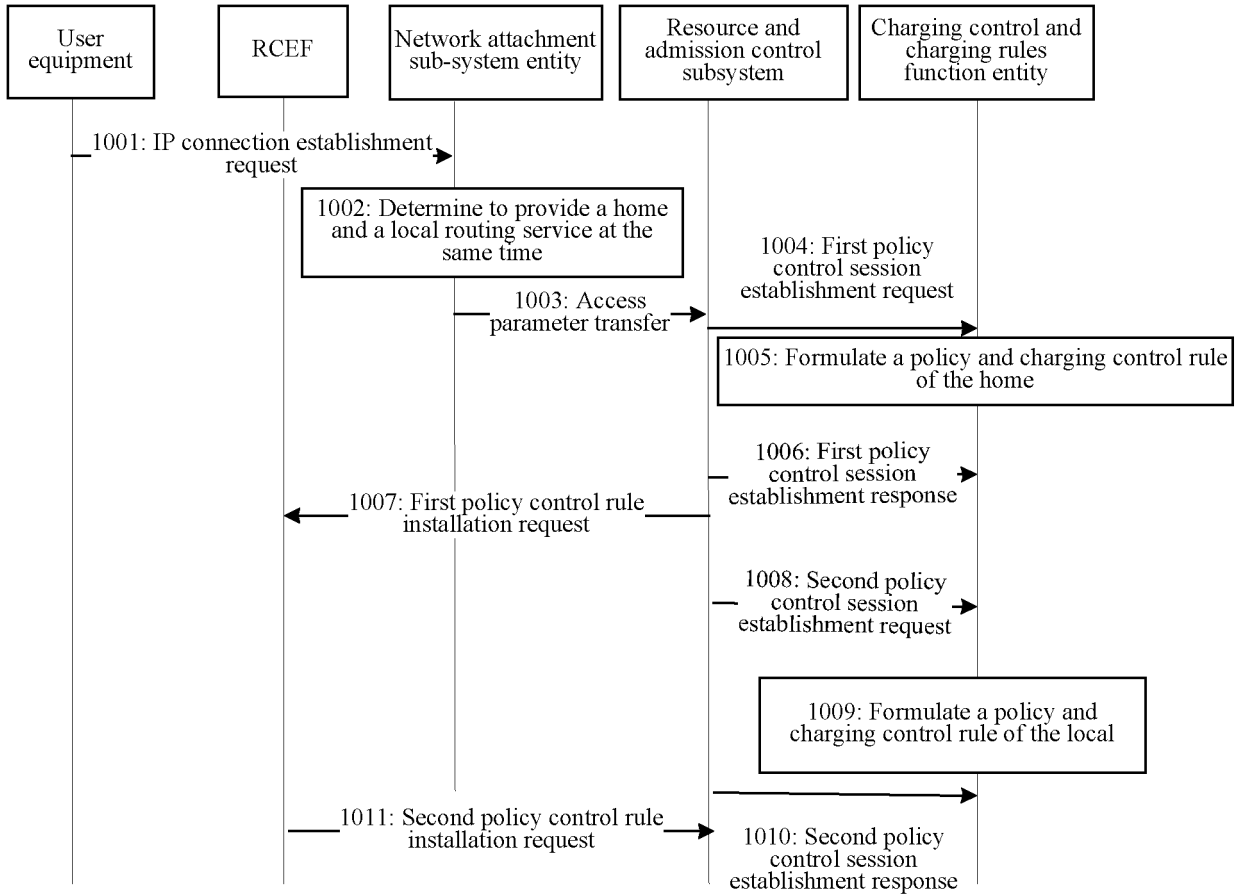 User
equipment
RCEF
Network attachment
sub-system entity
Resource and
admission control
subsystem
Charging control and
charging rules
function entity
1001: IP connection establishment
request
1002: Determine to provide a home
and a local routing service at the
same time
1003: Access
parameter transfer
1004: First policy
control session
establishment request
1005: Formulate a policy and charging control rule
of the home
1006: First policy
control session
establishment response
1007: First policy control rule
installation request
1008: Second policy
control session
establishment request
1009: Formulate a policy and
charging control rule of the local
1011: Second policy control rule
installation request
1010: Second policy
control session
establishment response